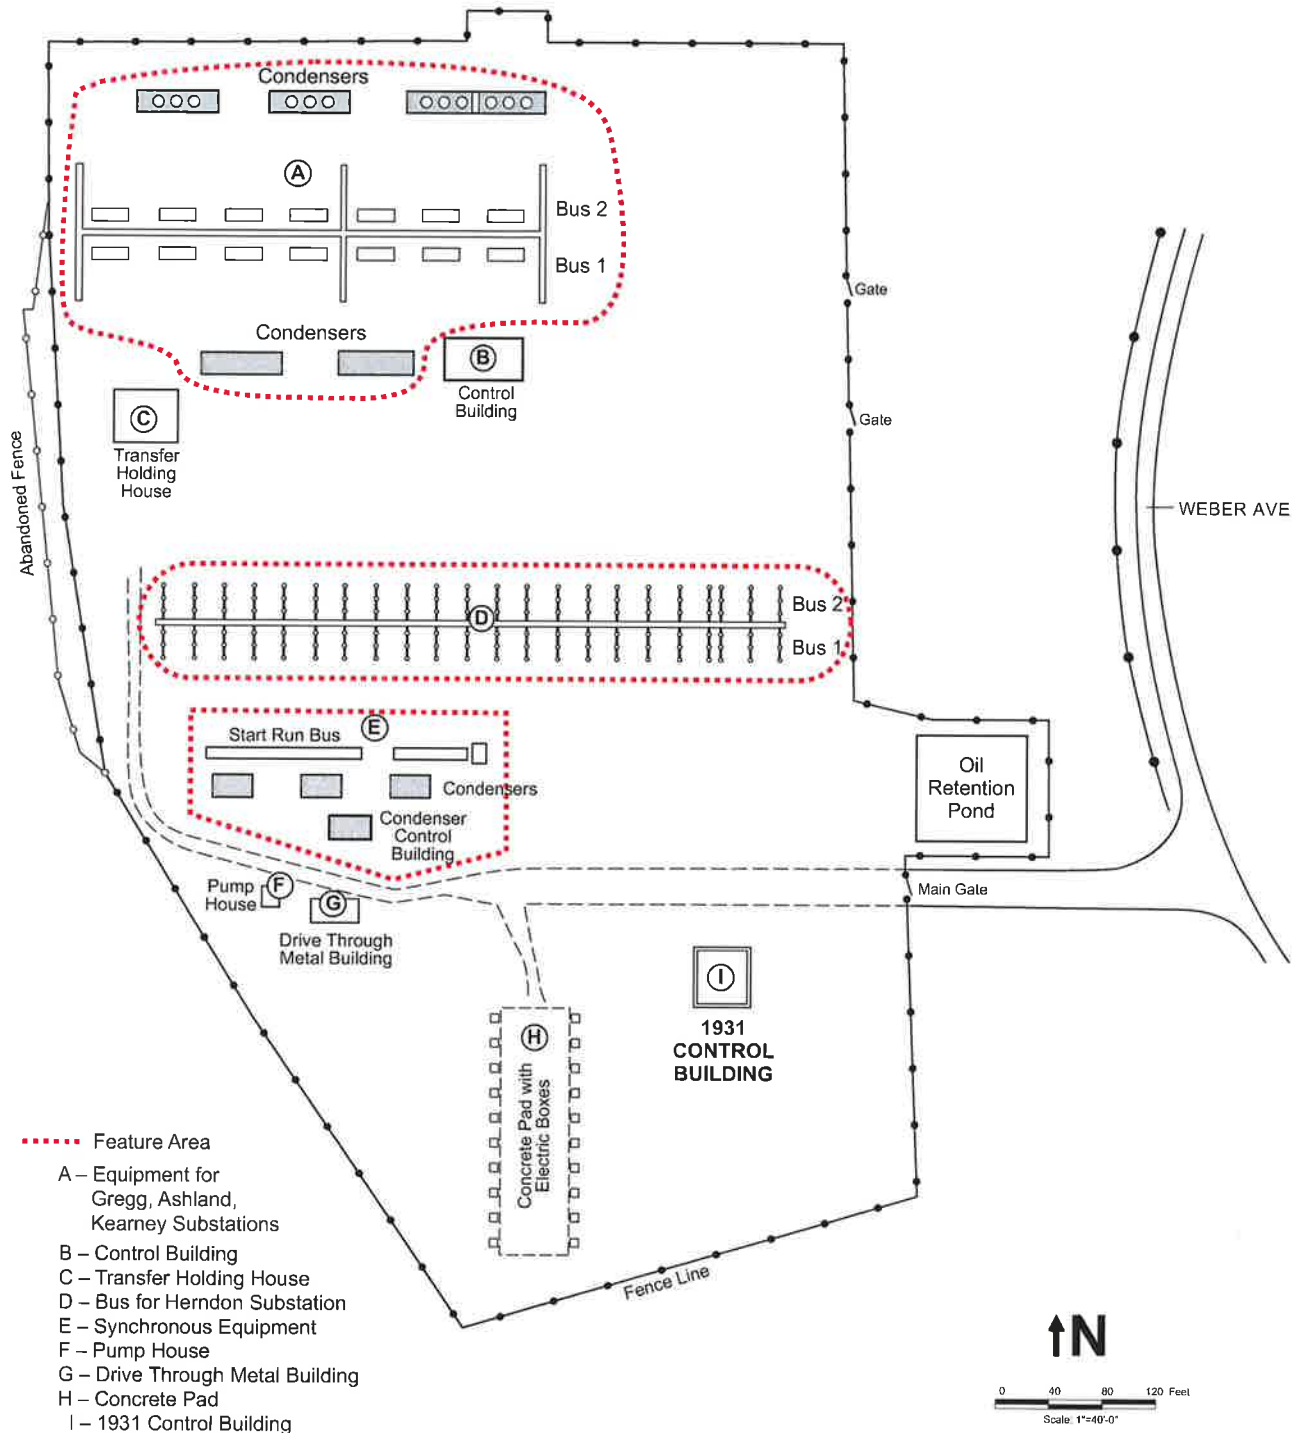 Condensers
A
Bus 2
Bus 1
Gate
Condensers
B
Control
Building
C
Transfer
Holding
House
Gate
Abandoned Fence
WEBER AVE
Bus 2
D
Bus 1
E
Start Run Bus
Condensers
Condenser
Control
Building
Oil
Retention
Pond
Pump
House
F
G
Main Gate
Drive Through
Metal Building
I
1931
CONTROL
BUILDING
H
Concrete Pad with
Electric Boxes
Fence Line
Feature Area
A – Equipment for
Gregg, Ashland,
Kearney Substations
B – Control Building
C – Transfer Holding House
D – Bus for Herndon Substation
E – Synchronous Equipment
F – Pump House
G – Drive Through Metal Building
H – Concrete Pad
I – 1931 Control Building
N
0 40 80 120 Feet
Scale: 1"=40'-0"